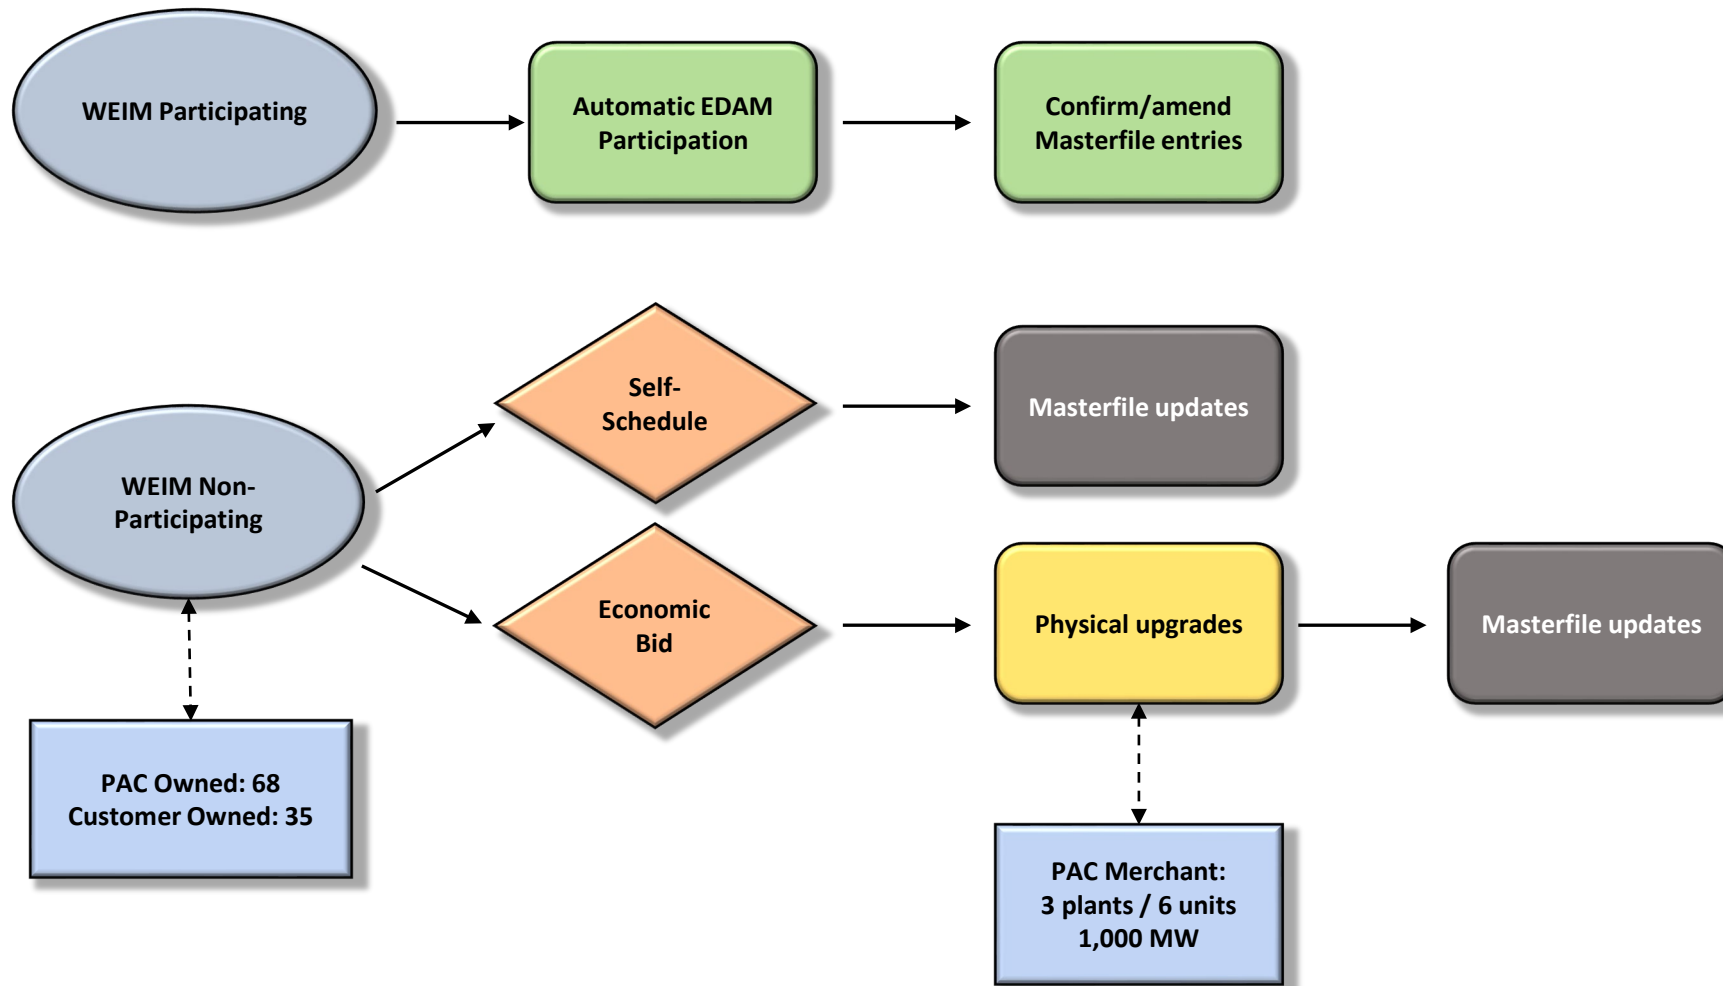 WEIM Participating
Automatic EDAM
Participation
Confirm/amend
Masterfile entries
Self-
Schedule
Masterfile updates
WEIM Non-
Participating
Economic
Bid
Physical upgrades
Masterfile updates
PAC Owned: 68
Customer Owned: 35
PAC Merchant:
3 plants / 6 units
1,000 MW